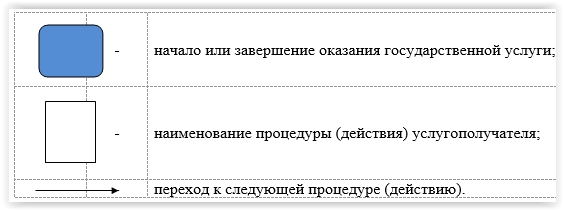 - начало или завершение оказания государственной услуги;
- наименование процедуры (действия) услугополучателя;
переход к следующей процедуре (действию).